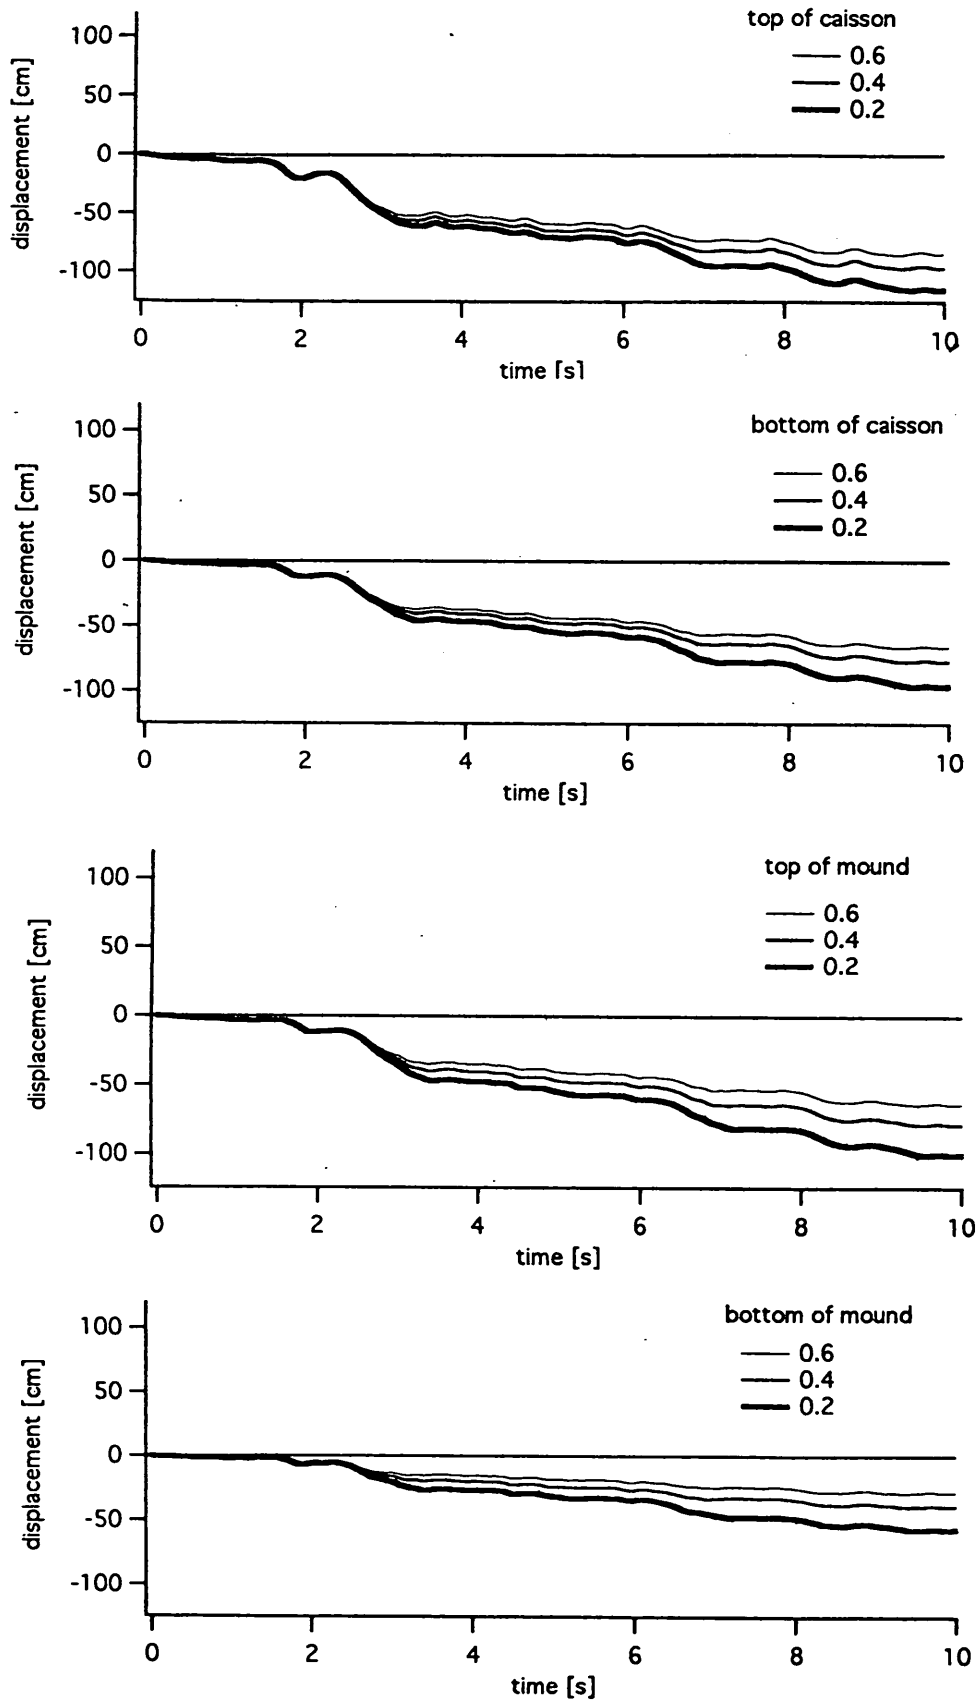 top of caisson
0.6
0.4
0.2
100
50
0
-50
-100
displacement [cm]
0 2 4 6 8 10
time [s]
bottom of caisson
0.6
0.4
0.2
100
50
0
-50
-100
displacement [cm]
0 2 4 6 8 10
time [s]
top of mound
0.6
0.4
0.2
100
50
0
-50
-100
displacement [cm]
0 2 4 6 8 10
time [s]
bottom of mound
0.6
0.4
0.2
100
50
0
-50
-100
displacement [cm]
0 2 4 6 8 10
time [s]